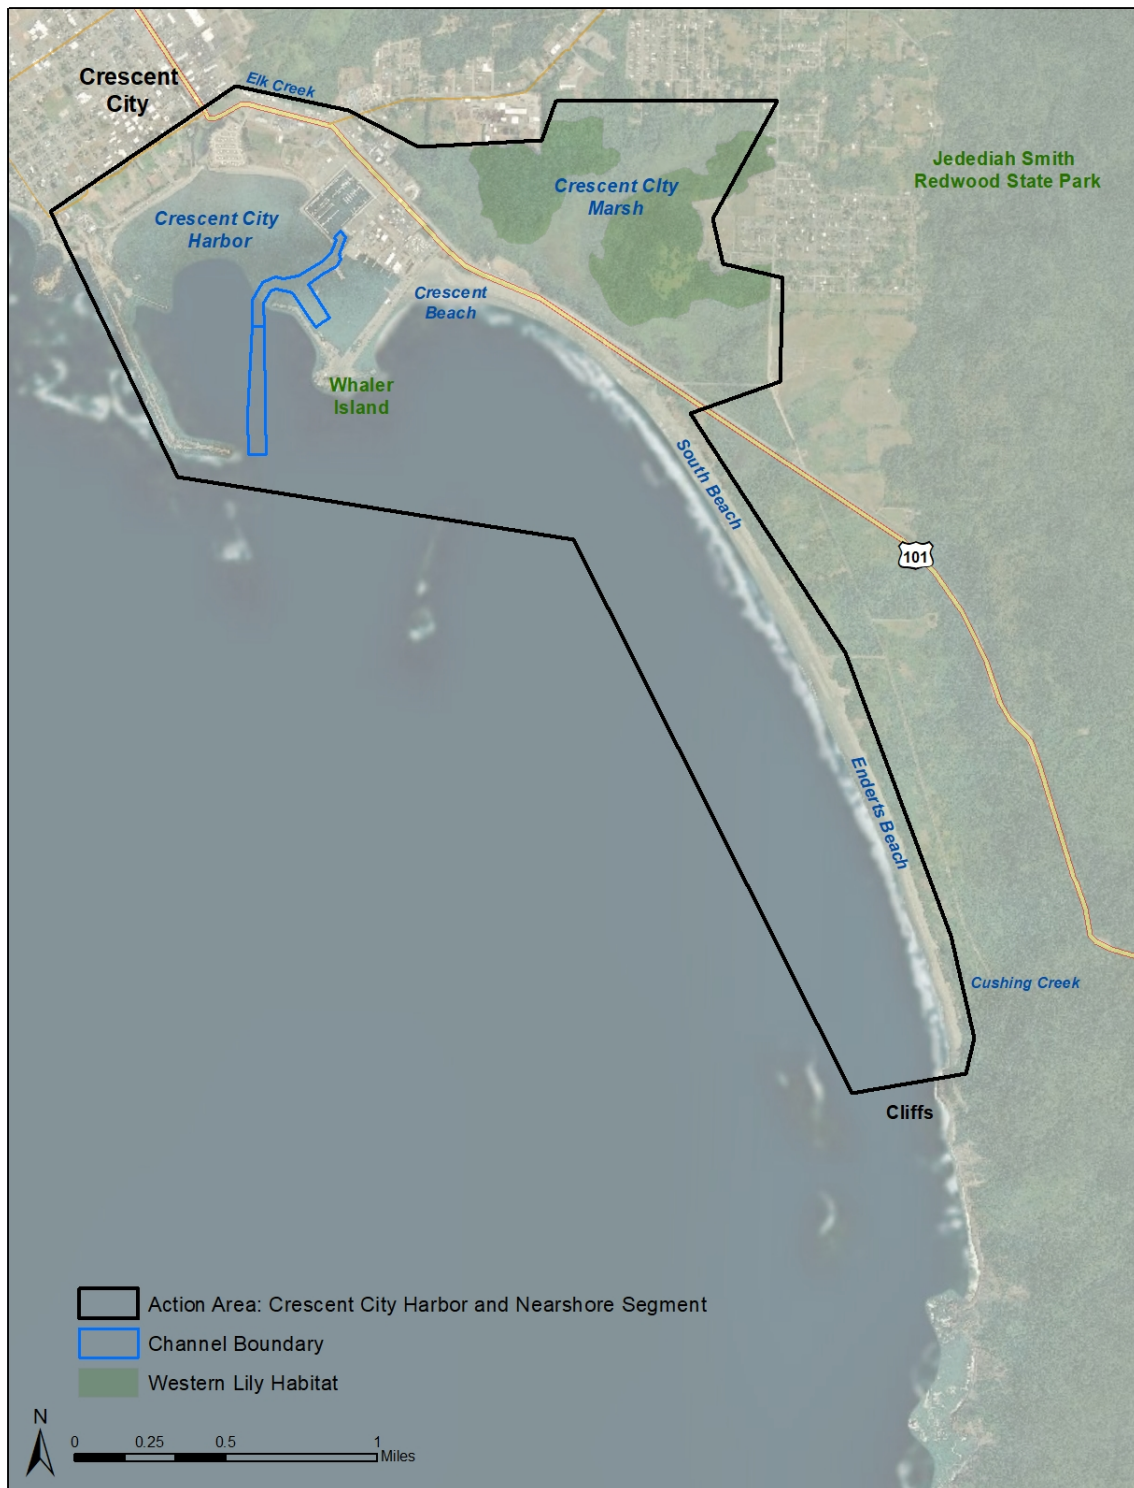 Crescent
City
Elk Creek
Jedediah Smith
Redwood State Park
Crescent CIty
Marsh
Crescent City
Harbor
Crescent
Beach
Whaler
Island
South Beach
101
Enderts Beach
Cushing Creek
Cliffs
Action Area: Crescent City Harbor and Nearshore Segment
Channel Boundary
Western Lily Habitat
N
0 0.25 0.5 1
Miles